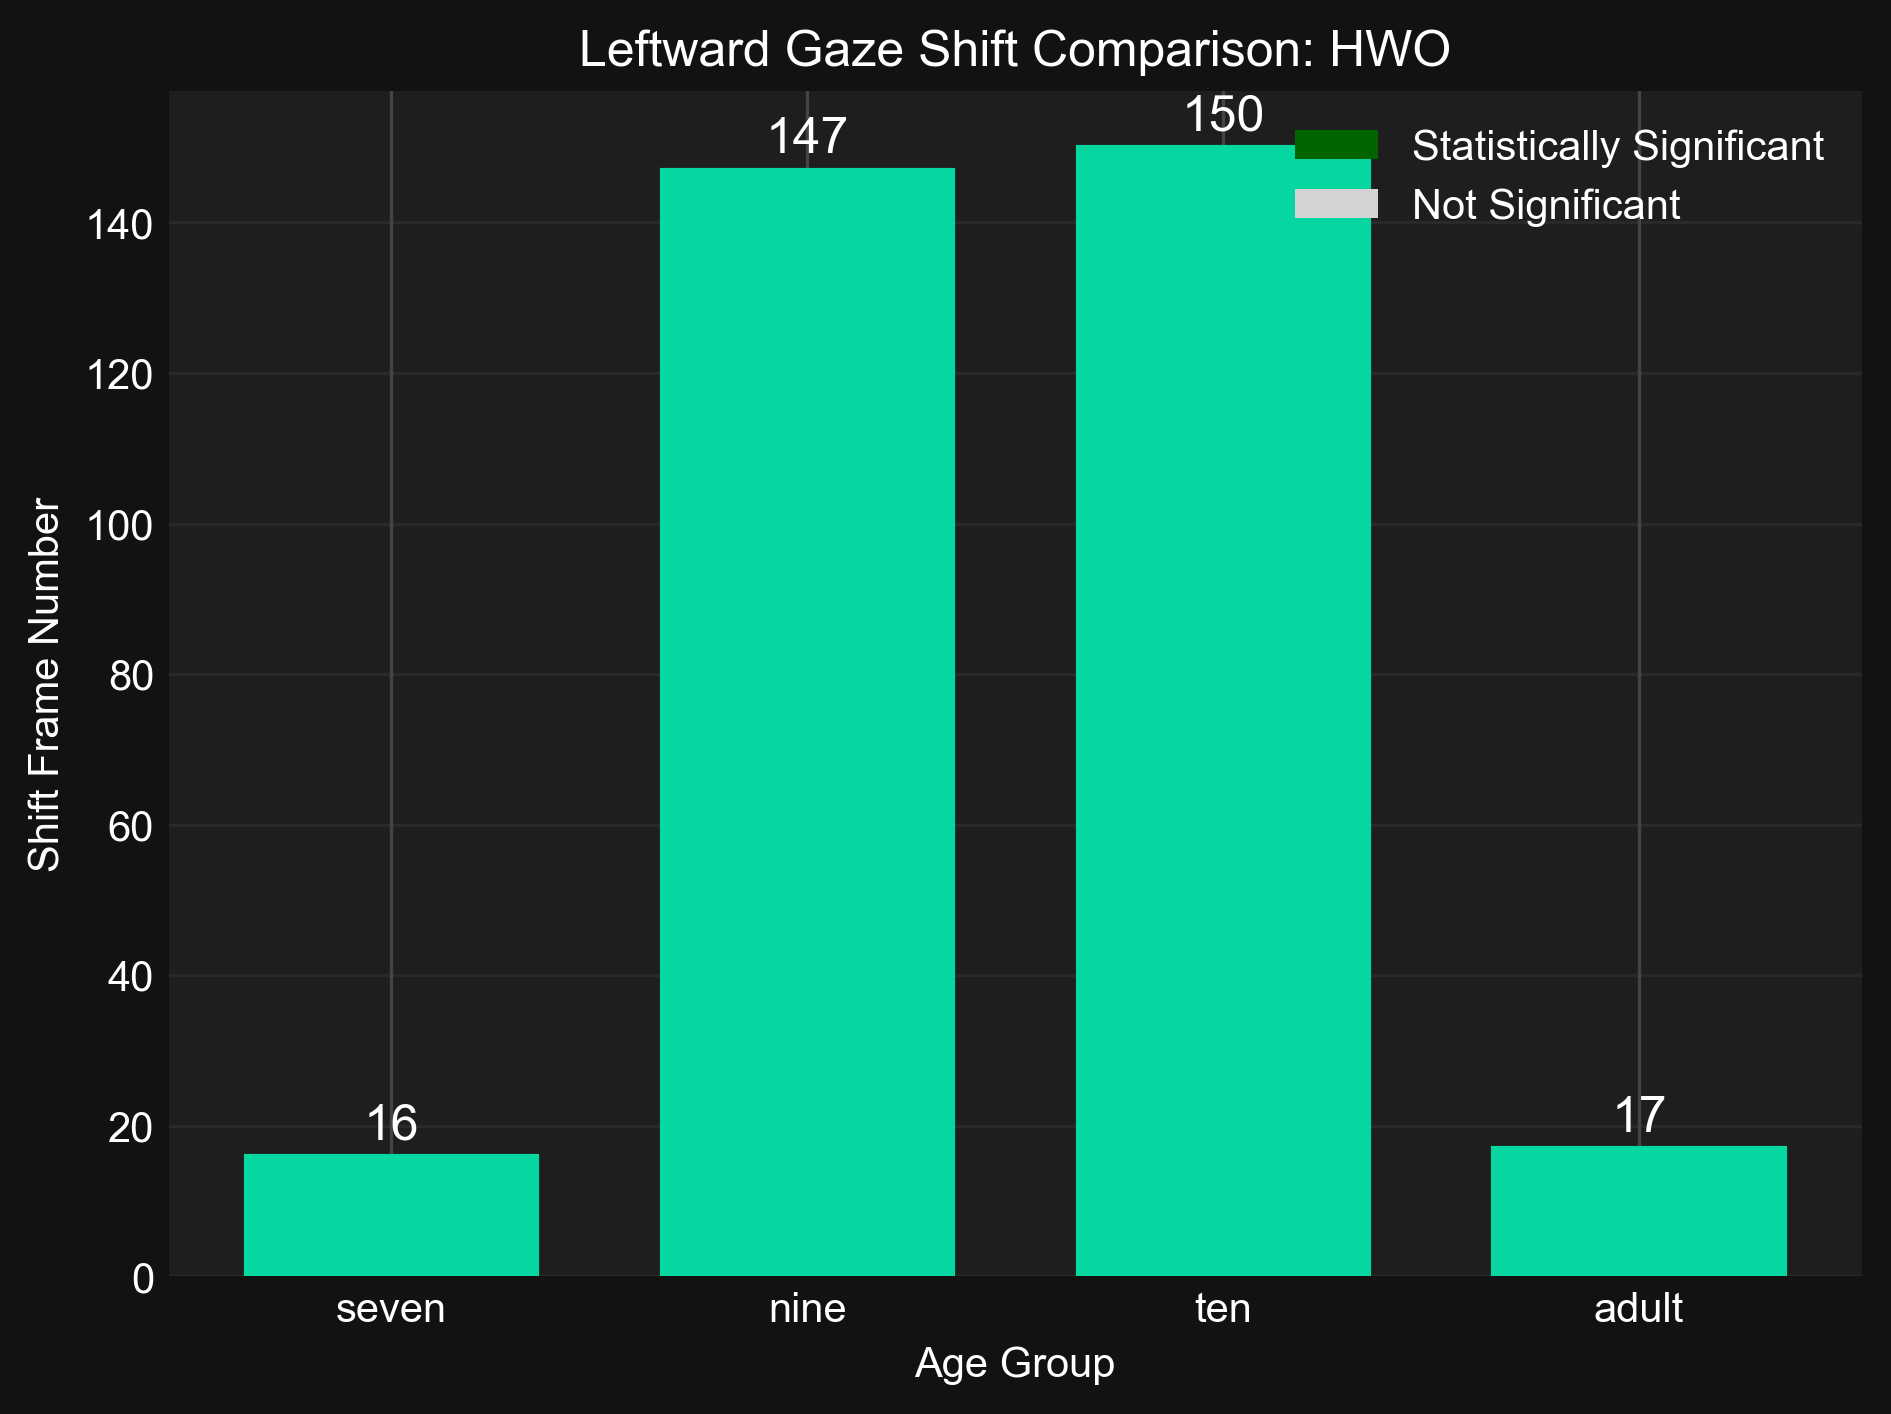 Leftward Gaze Shift Comparison: HWO
150
147
Statistically Significant
Not Significant
140
120
100
80
60
40
20
0
Shift Frame Number
16
17
seven
nine
ten
adult
Age Group